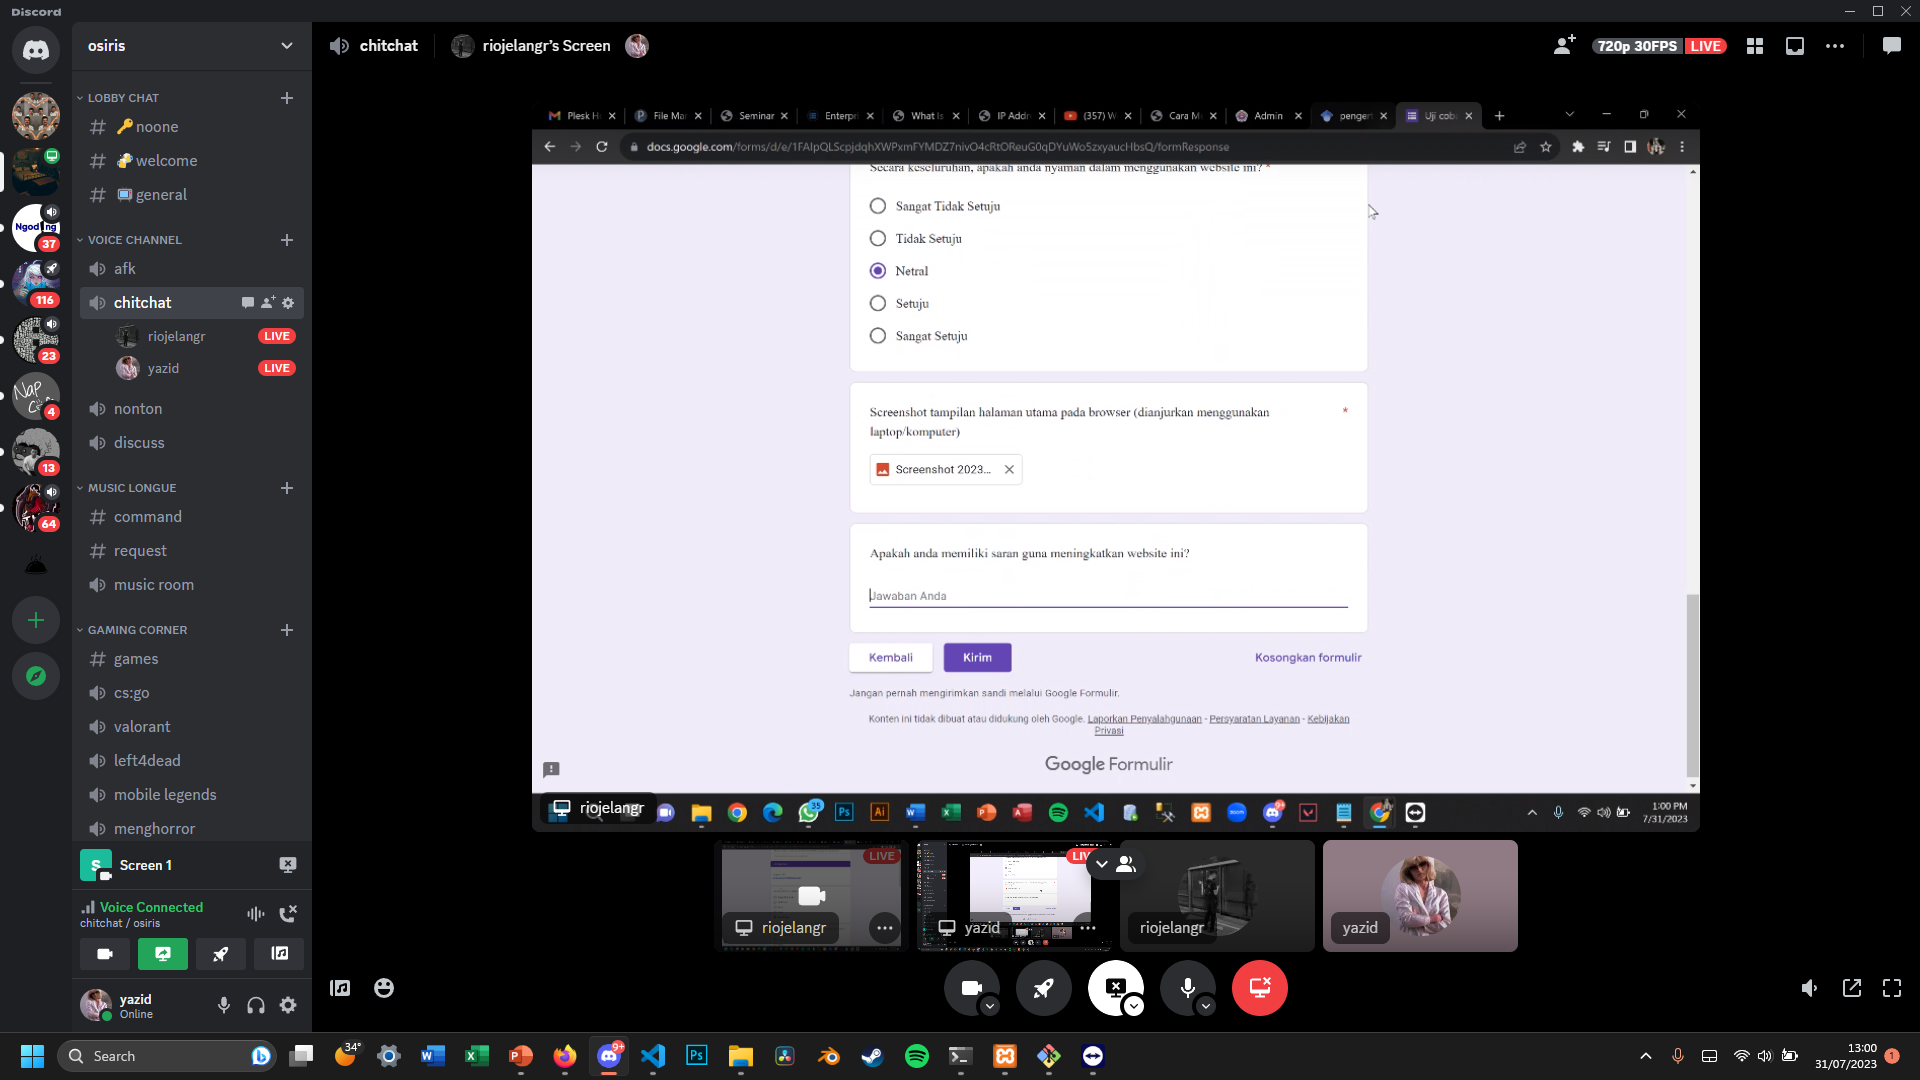 Discord
osiris
chitchat
riojelangr's Screen
720p 30FPS LIVE
LOBBY CHAT
noone
welcome
general
VOICE CHANNEL
afk
chitchat
riojelangr LIVE
yazid LIVE
nonton
discuss
MUSIC LONGUE
command
request
music room
GAMING CORNER
games
cs:go
valorant
left4dead
mobile legends
menghorror
Ngoding
37
116
23
4
13
64
S
Screen 1
Voice Connected
chitchat / osiris
yazid
Online
Plesk
File Ma
Seminar
Enterpr
What Is
IP Addr
(357) W
Cara M
Admin
penger
Uji cob
docs.google.com/forms/d/e/1FAIpQLScpjdqhXWPxmFYMDZ7nivO4cRtOReuG0qDYuWo5zxyaucHbsQ/formResponse
Secara keseluruhan, apakah anda nyaman dalam menggunakan website ini? *
Sangat Tidak Setuju
Tidak Setuju
Netral
Setuju
Sangat Setuju
Screenshot tampilan halaman utama pada browser (dianjurkan menggunakan *
laptop/komputer)
Screenshot 2023...
Apakah anda memiliki saran guna meningkatkan website ini?
Jawaban Anda
Kembali
Kirim
Kosongkan formulir
Jangan pernah mengirimkan sandi melalui Google Formulir.
Konten ini tidak dibuat atau didukung oleh Google. Laporkan Penyalahgunaan - Persyaratan Layanan - Kebijakan
Privasi
Google Formulir
riojelangr
35
1:00 PM
7/31/2023
LIVE
riojelangr
yazid
riojelangr
yazid
Search
34°
9+
13:00
31/07/2023
1